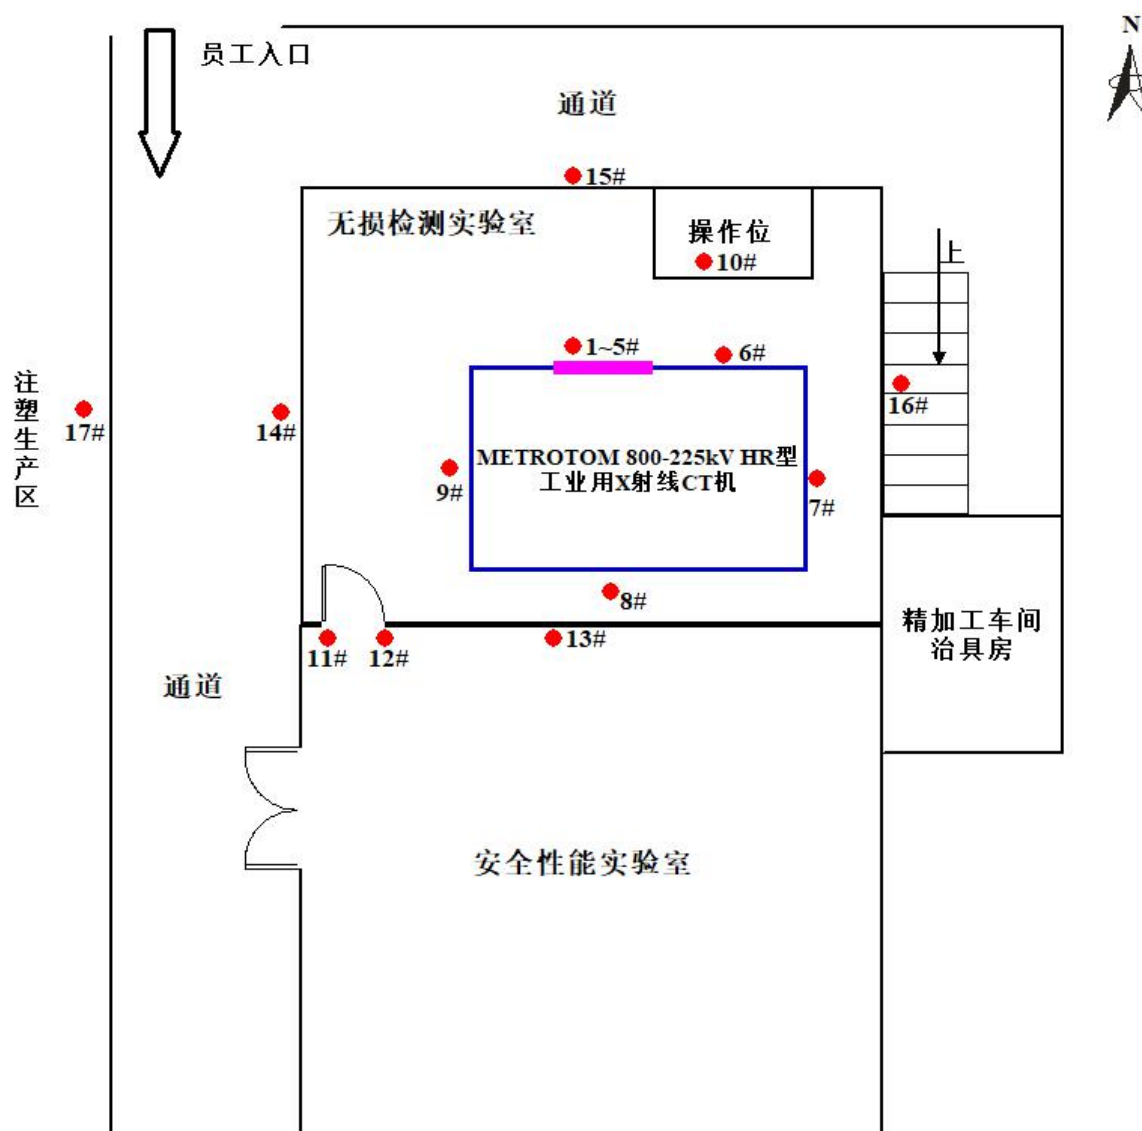 N
员工入口
通道
15#
无损检测实验室
操作位
10#
上
1~5#
6#
注塑生产区
17#
14#
16#
METROTOM 800-225kV HR型
工业用X射线CT机
9#
7#
8#
11#
12#
13#
精加工车间
治具房
通道
安全性能实验室